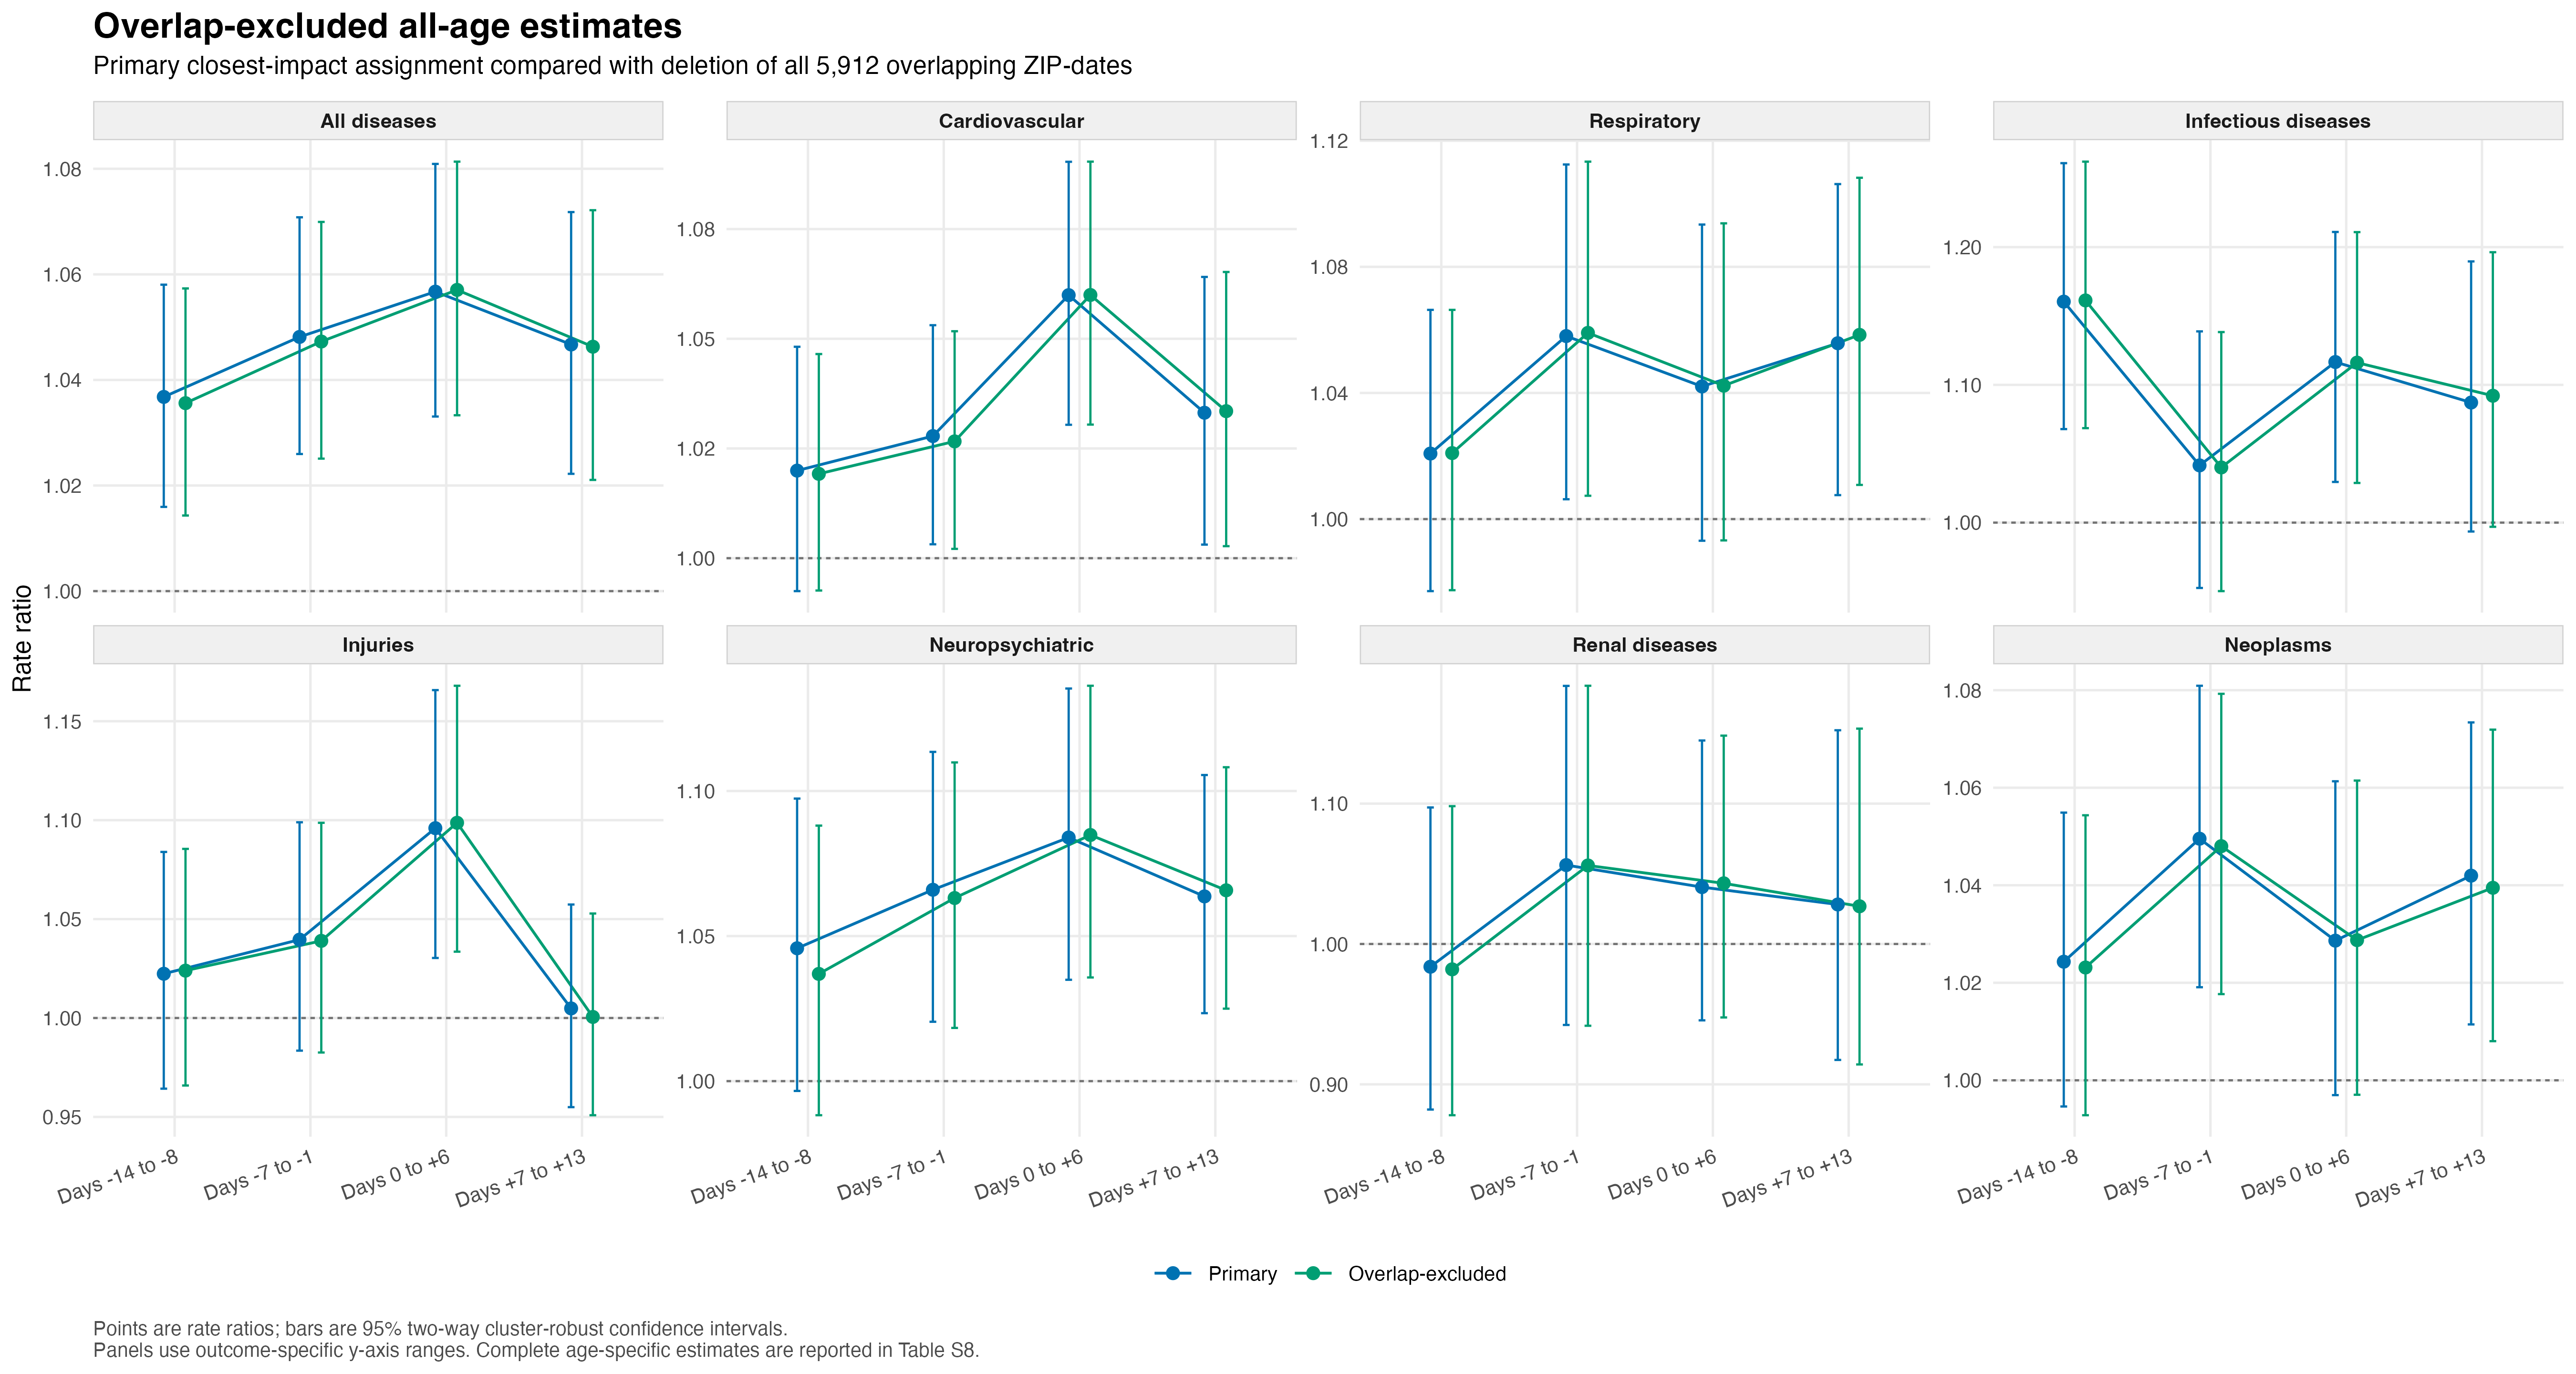 Overlap-excluded all-age estimates
Primary closest-impact assignment compared with deletion of all 5,912 overlapping ZIP-dates
Rate ratio
All diseases
1.08
1.06
1.04
1.02
1.00
Cardiovascular
1.08
1.05
1.02
1.00
Respiratory
1.12
1.08
1.04
1.00
Infectious diseases
1.20
1.10
1.00
Injuries
1.15
1.10
1.05
1.00
0.95
Days -14 to -8
Days -7 to -1
Days 0 to +6
Days +7 to +13
Neuropsychiatric
1.10
1.05
1.00
Days -14 to -8
Days -7 to -1
Days 0 to +6
Days +7 to +13
Renal diseases
1.10
1.00
0.90
Days -14 to -8
Days -7 to -1
Days 0 to +6
Days +7 to +13
Neoplasms
1.08
1.06
1.04
1.02
1.00
Days -14 to -8
Days -7 to -1
Days 0 to +6
Days +7 to +13
Primary
Overlap-excluded
Points are rate ratios; bars are 95% two-way cluster-robust confidence intervals.
Panels use outcome-specific y-axis ranges. Complete age-specific estimates are reported in Table S8.